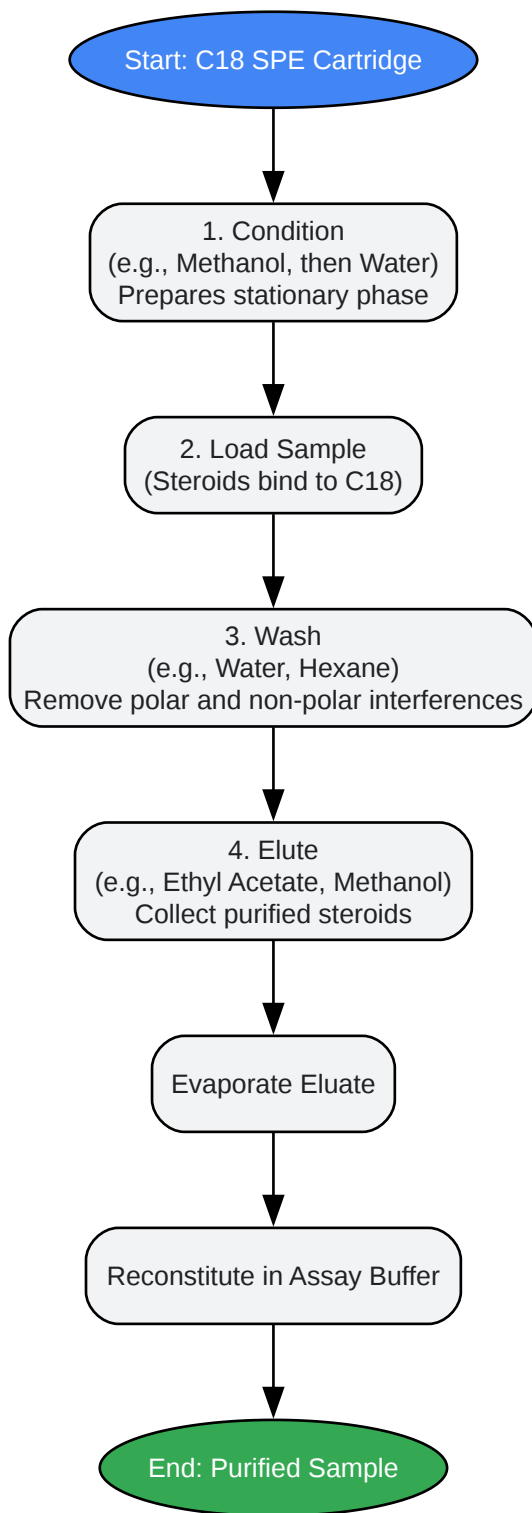 Start: C18 SPE Cartridge
1. Condition
(e.g., Methanol, then Water)
Prepares stationary phase
2. Load Sample
(Steroids bind to C18)
3. Wash
(e.g., Water, Hexane)
Remove polar and non-polar interferences
4. Elute
(e.g., Ethyl Acetate, Methanol)
Collect purified steroids
Evaporate Eluate
Reconstitute in Assay Buffer
End: Purified Sample